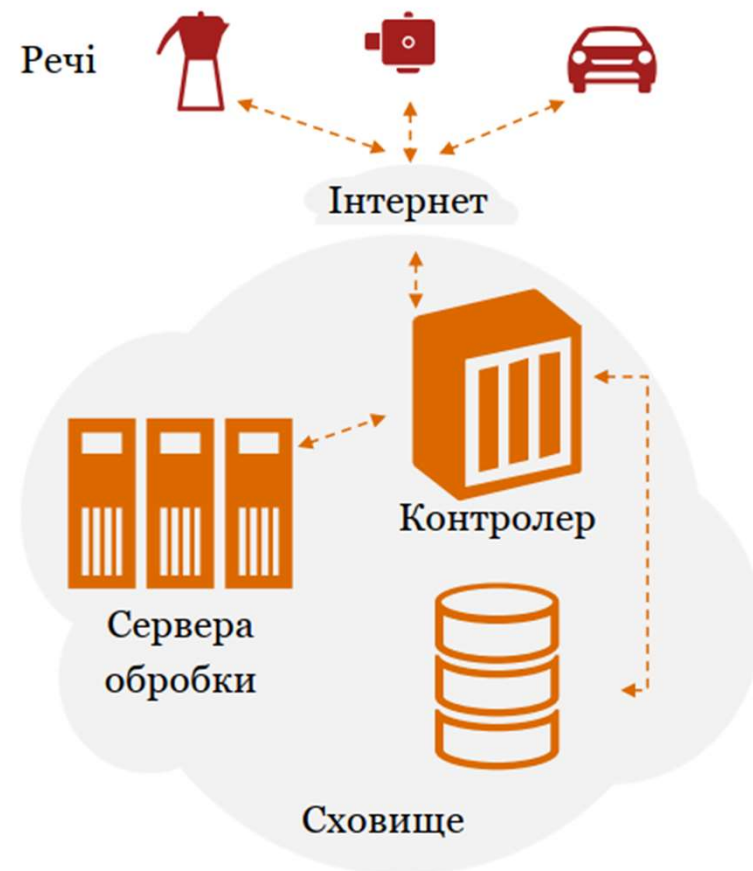 Речі
Інтернет
Контролер
Сервера
обробки
Сховище